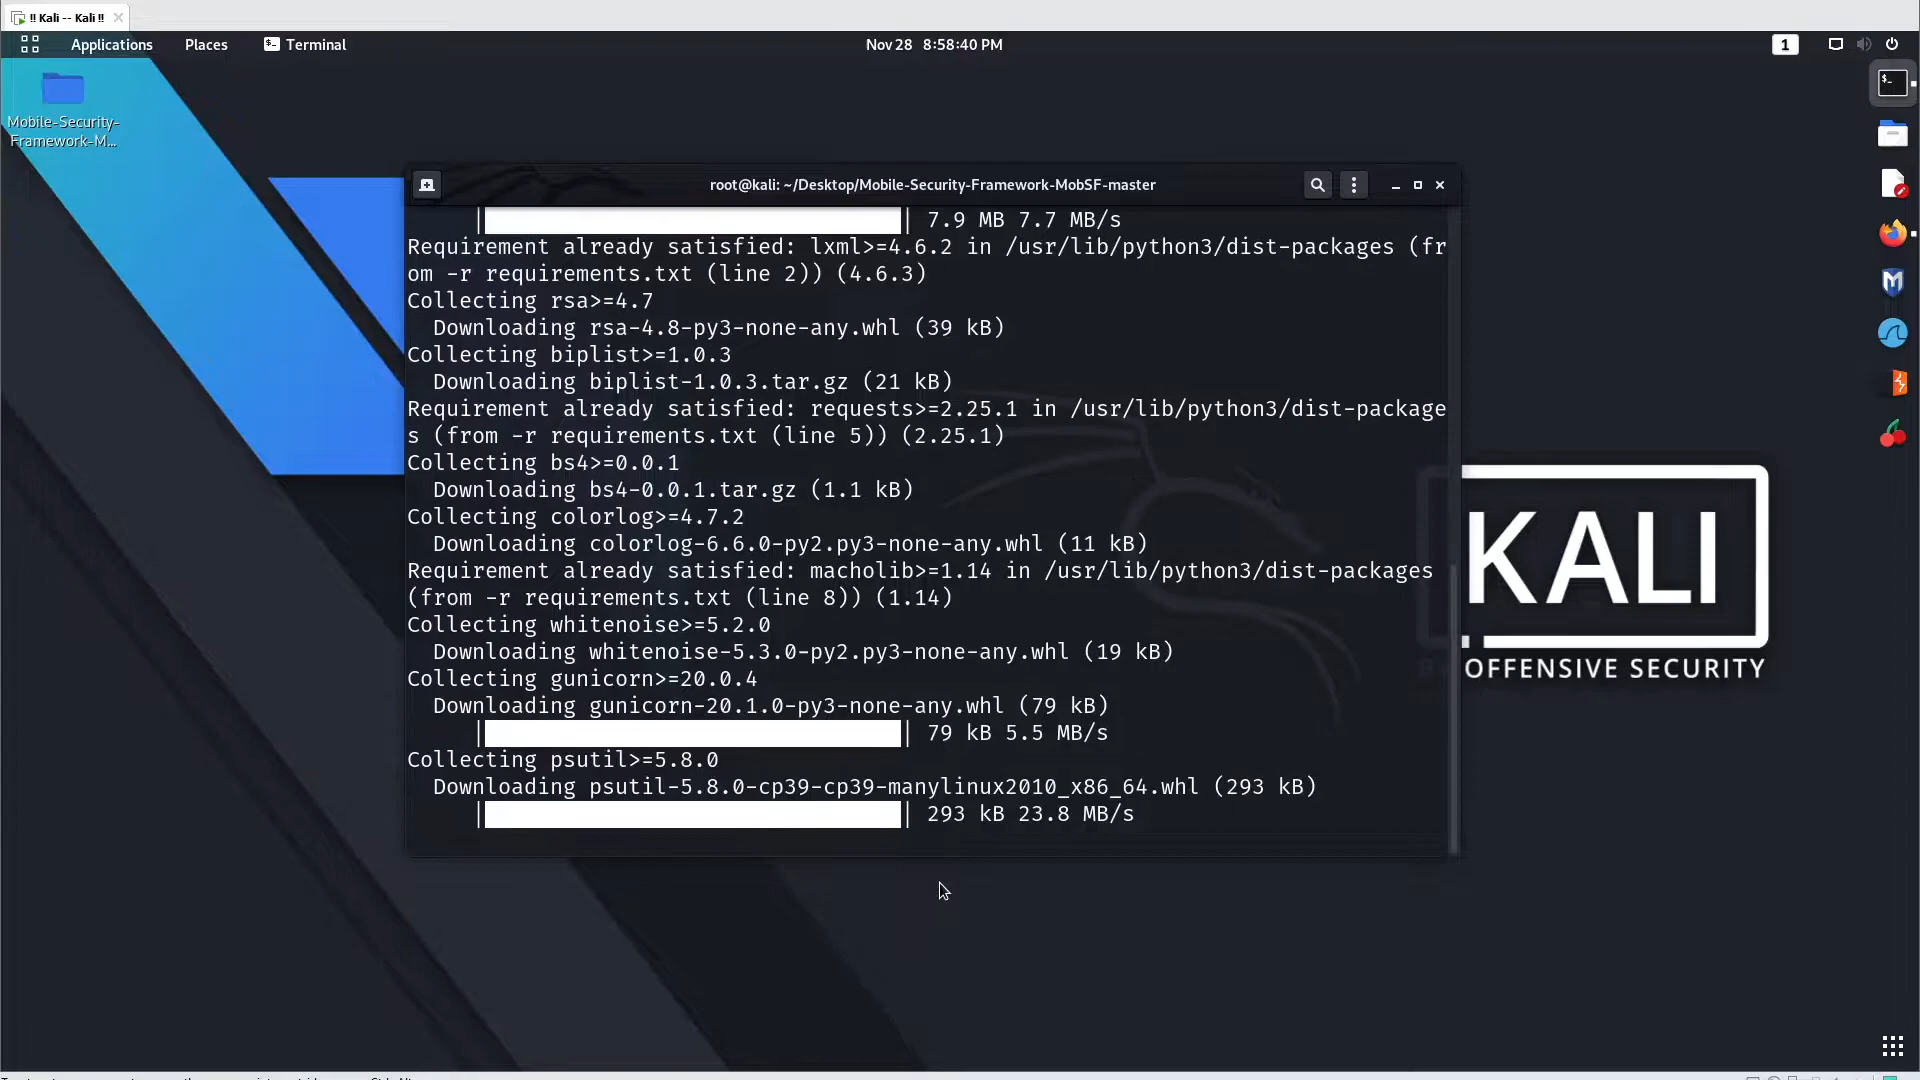 !! Kali -- Kali !!
Applications Places Terminal Nov 28 8:58:40 PM 1
Mobile-Security-
Framework-M...
root@kali: ~/Desktop/Mobile-Security-Framework-MobSF-master
7.9 MB 7.7 MB/s
Requirement already satisfied: lxml>=4.6.2 in /usr/lib/python3/dist-packages (fr
om -r requirements.txt (line 2)) (4.6.3)
Collecting rsa>=4.7
Downloading rsa-4.8-py3-none-any.whl (39 kB)
Collecting biplist>=1.0.3
Downloading biplist-1.0.3.tar.gz (21 kB)
Requirement already satisfied: requests>=2.25.1 in /usr/lib/python3/dist-package
s (from -r requirements.txt (line 5)) (2.25.1)
Collecting bs4>=0.0.1
Downloading bs4-0.0.1.tar.gz (1.1 kB)
Collecting colorlog>=4.7.2
Downloading colorlog-6.6.0-py2.py3-none-any.whl (11 kB)
Requirement already satisfied: macholib>=1.14 in /usr/lib/python3/dist-packages
(from -r requirements.txt (line 8)) (1.14)
Collecting whitenoise>=5.2.0
Downloading whitenoise-5.3.0-py2.py3-none-any.whl (19 kB)
Collecting gunicorn>=20.0.4
Downloading gunicorn-20.1.0-py3-none-any.whl (79 kB)
79 kB 5.5 MB/s
Collecting psutil>=5.8.0
Downloading psutil-5.8.0-cp39-cp39-manylinux2010_x86_64.whl (293 kB)
293 kB 23.8 MB/s
KALI
OFFENSIVE SECURITY